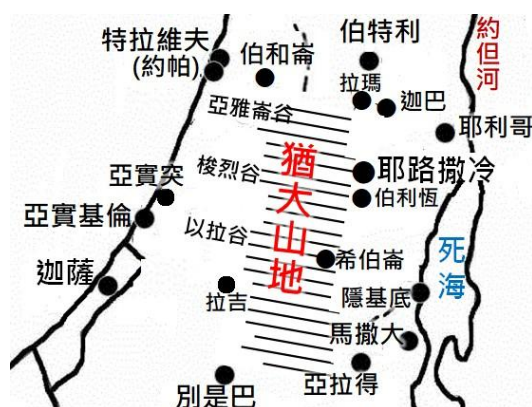 特拉維夫
(約帕)
伯和崙
伯特利
約但河
拉瑪
迦巴
亞雅崙谷
耶利哥
猶大山地
梭烈谷
耶路撒冷
亞實突
伯利恆
亞實基倫
以拉谷
死海
希伯崙
迦薩
拉吉
隱基底
馬撒大
別是巴
亞拉得